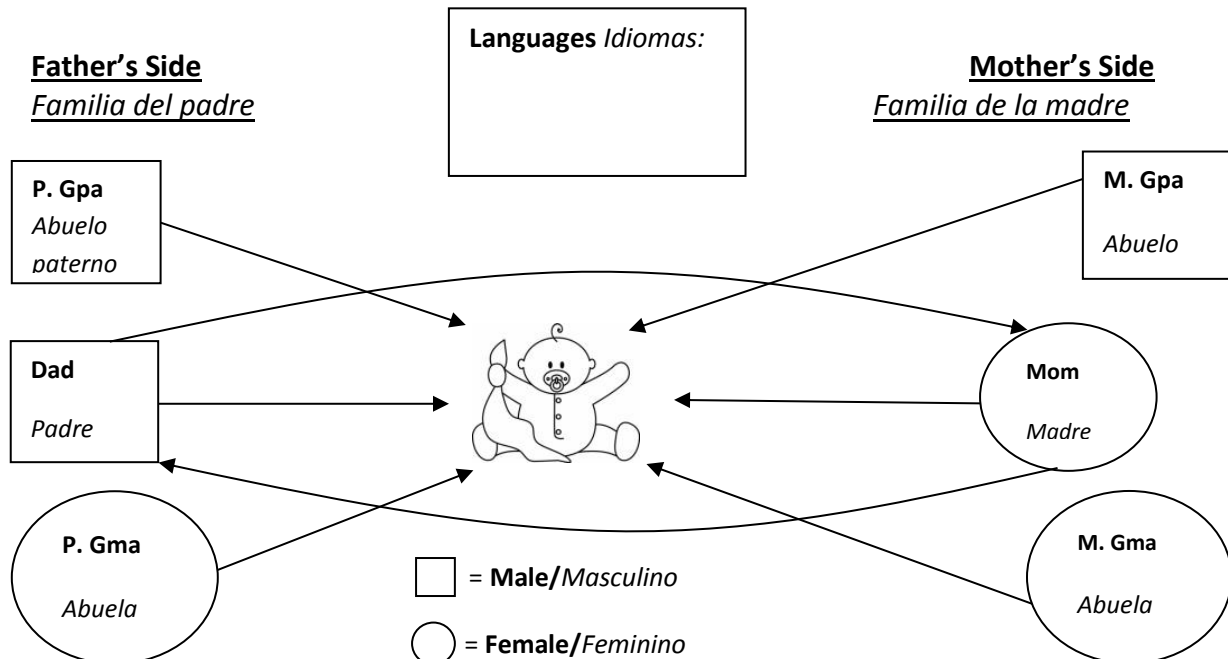 Languages Idiomas:
Father's Side
Familia del padre
Mother's Side
Familia de la madre
P. Gpa
Abuelo
paterno
M. Gpa
Abuelo
Dad
Padre
Mom
Madre
P. Gma
Abuela
M. Gma
Abuela
= Male/Masculino
= Female/Feminino